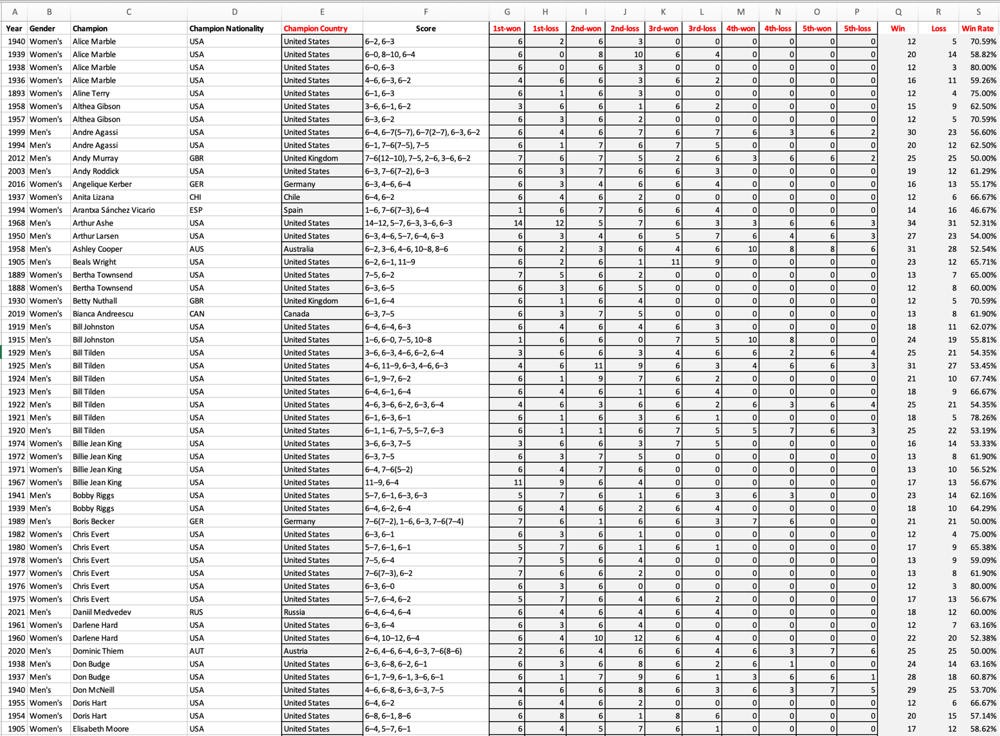 A B C D E F G H I J K L M N O P Q R S
Year Gender Champion Champion Nationality Champion Country Score 1st-won 1st-loss 2nd-won 2nd-loss 3rd-won 3rd-loss 4th-won 4th-loss 5th-won 5th-loss Win Loss Win Rate
1940 Women's Alice Marble USA United States 6–2, 6–3 6 2 6 3 0 0 0 0 0 0 12 5 70.59%
1939 Women's Alice Marble USA United States 6–0, 8–10, 6–4 6 0 8 10 6 4 0 0 0 0 20 14 58.82%
1938 Women's Alice Marble USA United States 6–0, 6–3 6 0 6 3 0 0 0 0 0 0 12 3 80.00%
1936 Women's Alice Marble USA United States 4–6, 6–3, 6–2 4 6 6 3 6 2 0 0 0 0 16 11 59.26%
1893 Women's Aline Terry USA United States 6–1, 6–3 6 1 6 3 0 0 0 0 0 0 12 4 75.00%
1958 Women's Althea Gibson USA United States 3–6, 6–1, 6–2 3 6 6 1 6 2 0 0 0 0 15 9 62.50%
1957 Women's Althea Gibson USA United States 6–3, 6–2 6 3 6 2 0 0 0 0 0 0 12 5 70.59%
1999 Men's Andre Agassi USA United States 6–4, 6–7(5–7), 6–7(2–7), 6–3, 6–2 6 4 6 7 6 7 6 3 6 2 30 23 56.60%
1994 Men's Andre Agassi USA United States 6–1, 7–6(7–5), 7–5 6 1 7 6 7 5 0 0 0 0 20 12 62.50%
2012 Men's Andy Murray GBR United Kingdom 7–6(12–10), 7–5, 2–6, 3–6, 6–2 7 6 7 5 2 6 3 6 6 2 25 25 50.00%
2003 Men's Andy Roddick USA United States 6–3, 7–6(7–2), 6–3 6 3 7 6 6 3 0 0 0 0 19 12 61.29%
2016 Women's Angelique Kerber GER Germany 6–3, 4–6, 6–4 6 3 4 6 6 4 0 0 0 0 16 13 55.17%
1937 Women's Anita Lizana CHI Chile 6–4, 6–2 6 4 6 2 0 0 0 0 0 0 12 6 66.67%
1994 Women's Arantxa Sánchez Vicario ESP Spain 1–6, 7–6(7–3), 6–4 1 6 7 6 6 4 0 0 0 0 14 16 46.67%
1968 Men's Arthur Ashe USA United States 14–12, 5–7, 6–3, 3–6, 6–3 14 12 5 7 6 3 3 6 6 3 34 31 52.31%
1950 Men's Arthur Larsen USA United States 6–3, 4–6, 5–7, 6–4, 6–3 6 3 4 6 5 7 6 4 6 3 27 23 54.00%
1958 Men's Ashley Cooper AUS Australia 6–2, 3–6, 4–6, 10–8, 8–6 6 2 3 6 4 6 10 8 8 6 31 28 52.54%
1905 Men's Beals Wright USA United States 6–2, 6–1, 11–9 6 2 6 1 11 9 0 0 0 0 23 12 65.71%
1889 Women's Bertha Townsend USA United States 7–5, 6–2 7 5 6 2 0 0 0 0 0 0 13 7 65.00%
1888 Women's Bertha Townsend USA United States 6–3, 6–5 6 3 6 5 0 0 0 0 0 0 12 8 60.00%
1930 Women's Betty Nuthall GBR United Kingdom 6–1, 6–4 6 1 6 4 0 0 0 0 0 0 12 5 70.59%
2019 Women's Bianca Andreescu CAN Canada 6–3, 7–5 6 3 7 5 0 0 0 0 0 0 13 8 61.90%
1919 Men's Bill Johnston USA United States 6–4, 6–4, 6–3 6 4 6 4 6 3 0 0 0 0 18 11 62.07%
1915 Men's Bill Johnston USA United States 1–6, 6–0, 7–5, 10–8 1 6 6 0 7 5 10 8 0 0 24 19 55.81%
1929 Men's Bill Tilden USA United States 3–6, 6–3, 4–6, 6–2, 6–4 3 6 6 3 4 6 6 2 6 4 25 21 54.35%
1925 Men's Bill Tilden USA United States 4–6, 11–9, 6–3, 4–6, 6–3 4 6 11 9 6 3 4 6 6 3 31 27 53.45%
1924 Men's Bill Tilden USA United States 6–1, 9–7, 6–2 6 1 9 7 6 2 0 0 0 0 21 10 67.74%
1923 Men's Bill Tilden USA United States 6–4, 6–1, 6–4 6 4 6 1 6 4 0 0 0 0 18 9 66.67%
1922 Men's Bill Tilden USA United States 4–6, 3–6, 6–2, 6–3, 6–4 4 6 3 6 6 2 6 3 6 4 25 21 54.35%
1921 Men's Bill Tilden USA United States 6–1, 6–3, 6–1 6 1 6 3 6 1 0 0 0 0 18 5 78.26%
1920 Men's Bill Tilden USA United States 6–1, 1–6, 7–5, 5–7, 6–3 6 1 1 6 7 5 5 7 6 3 25 22 53.19%
1974 Women's Billie Jean King USA United States 3–6, 6–3, 7–5 3 6 6 3 7 5 0 0 0 0 16 14 53.33%
1972 Women's Billie Jean King USA United States 6–3, 7–5 6 3 7 5 0 0 0 0 0 0 13 8 61.90%
1971 Women's Billie Jean King USA United States 6–4, 7–6(5–2) 6 4 7 6 0 0 0 0 0 0 13 10 56.52%
1967 Women's Billie Jean King USA United States 11–9, 6–4 11 9 6 4 0 0 0 0 0 0 17 13 56.67%
1941 Men's Bobby Riggs USA United States 5–7, 6–1, 6–3, 6–3 5 7 6 1 6 3 6 3 0 0 23 14 62.16%
1939 Men's Bobby Riggs USA United States 6–4, 6–2, 6–4 6 4 6 2 6 4 0 0 0 0 18 10 64.29%
1989 Men's Boris Becker GER Germany 7–6(7–2), 1–6, 6–3, 7–6(7–4) 7 6 1 6 6 3 7 6 0 0 21 21 50.00%
1982 Women's Chris Evert USA United States 6–3, 6–1 6 3 6 1 0 0 0 0 0 0 12 4 75.00%
1980 Women's Chris Evert USA United States 5–7, 6–1, 6–1 5 7 6 1 6 1 0 0 0 0 17 9 65.38%
1978 Women's Chris Evert USA United States 7–5, 6–4 7 5 6 4 0 0 0 0 0 0 13 9 59.09%
1977 Women's Chris Evert USA United States 7–6(7–3), 6–2 7 6 6 2 0 0 0 0 0 0 13 8 61.90%
1976 Women's Chris Evert USA United States 6–3, 6–0 6 3 6 0 0 0 0 0 0 0 12 3 80.00%
1975 Women's Chris Evert USA United States 5–7, 6–4, 6–2 5 7 6 4 6 2 0 0 0 0 17 13 56.67%
2021 Men's Daniil Medvedev RUS Russia 6–4, 6–4, 6–4 6 4 6 4 6 4 0 0 0 0 18 12 60.00%
1961 Women's Darlene Hard USA United States 6–3, 6–4 6 3 6 4 0 0 0 0 0 0 12 7 63.16%
1960 Women's Darlene Hard USA United States 6–4, 10–12, 6–4 6 4 10 12 6 4 0 0 0 0 22 20 52.38%
2020 Men's Dominic Thiem AUT Austria 2–6, 4–6, 6–4, 6–3, 7–6(8–6) 2 6 4 6 6 4 6 3 7 6 25 25 50.00%
1938 Men's Don Budge USA United States 6–3, 6–8, 6–2, 6–1 6 3 6 8 6 2 6 1 0 0 24 14 63.16%
1937 Men's Don Budge USA United States 6–1, 7–9, 6–1, 3–6, 6–1 6 1 7 9 6 1 3 6 6 1 28 18 60.87%
1940 Men's Don McNeill USA United States 4–6, 6–8, 6–3, 6–3, 7–5 4 6 6 8 6 3 6 3 7 5 29 25 53.70%
1955 Women's Doris Hart USA United States 6–4, 6–2 6 4 6 2 0 0 0 0 0 0 12 6 66.67%
1954 Women's Doris Hart USA United States 6–8, 6–1, 8–6 6 8 6 1 8 6 0 0 0 0 20 15 57.14%
1905 Women's Elisabeth Moore USA United States 6–4, 5–7, 6–1 6 4 5 7 6 1 0 0 0 0 17 12 58.62%